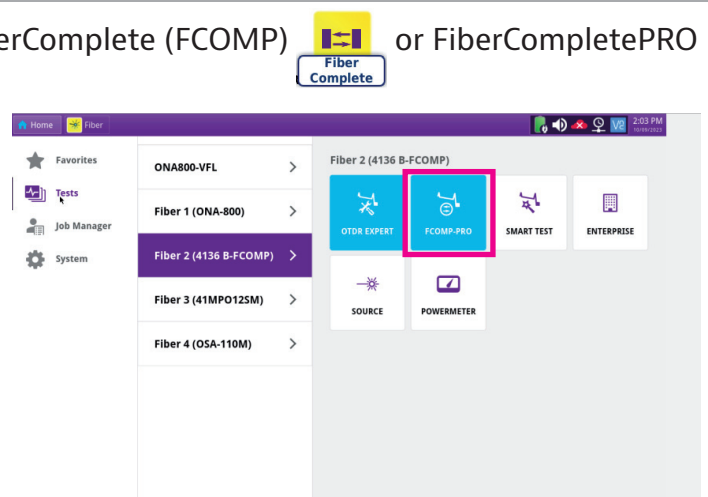 erComplete (FCOMP) Fiber Complete or FiberCompletePRO
Home Fiber 2:03 PM
Favorites
Tests
Job Manager
System
ONA800-VFL
Fiber 1 (ONA-800)
Fiber 2 (4136 B-FCOMP)
Fiber 3 (41MPO12SM)
Fiber 4 (OSA-110M)
Fiber 2 (4136 B-FCOMP)
OTDR EXPERT FCOMP-PRO SMART TEST ENTERPRISE
SOURCE POWERMETER